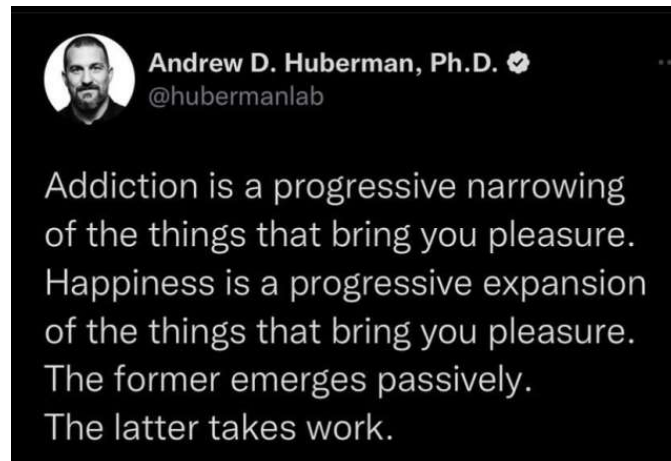 Andrew D. Huberman, Ph.D.
@hubermanlab
Addiction is a progressive narrowing
of the things that bring you pleasure.
Happiness is a progressive expansion
of the things that bring you pleasure.
The former emerges passively.
The latter takes work.